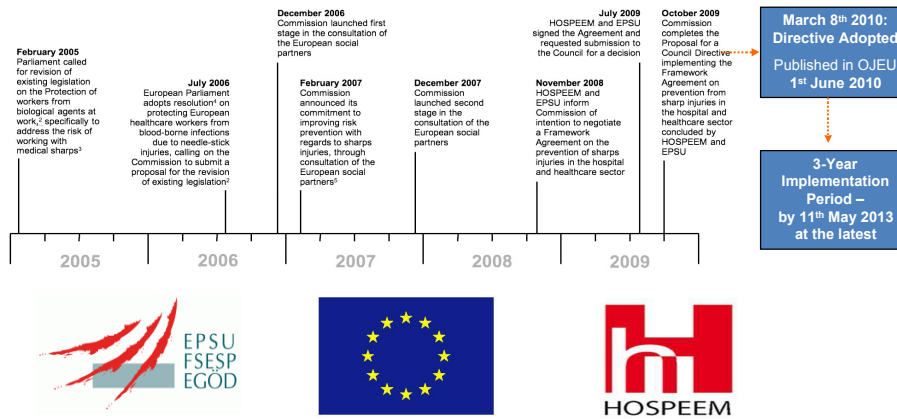 February 2005
Parliament called
for revision of
existing legislation
on the Protection of
workers from
biological agents at
work,² specifically to
address the risk of
working with
medical sharps³
July 2006
European Parliament
adopts resolution⁴ on
protecting European
healthcare workers from
blood-borne infections
due to needle-stick
injuries, calling on the
Commission to submit a
proposal for the revision
of existing legislation²
December 2006
Commission launched first
stage in the consultation of
the European social
partners
February 2007
Commission
announced its
commitment to
improving risk
prevention with
regards to sharps
injuries, through
consultation of the
European social
partners⁵
December 2007
Commission
launched second
stage in the
consultation of the
European social
partners
July 2009
HOSPEEM and EPSU
signed the Agreement and
requested submission to
the Council for a decision
November 2008
HOSPEEM and
EPSU inform
Commission of
intention to negotiate
a Framework
Agreement on the
prevention of sharps
injuries in the hospital
and healthcare sector
October 2009
Commission
completes the
Proposal for a
Council Directive
implementing the
Framework
Agreement on
prevention from
sharp injuries in
the hospital and
healthcare sector
concluded by
HOSPEEM and
EPSU
March 8th 2010:
Directive Adopted
Published in OJEU
1st June 2010
3-Year
Implementation
Period –
by 11th May 2013
at the latest
2005
2006
2007
2008
2009
EPSU
FSESP
EGÖD
HOSPEEM